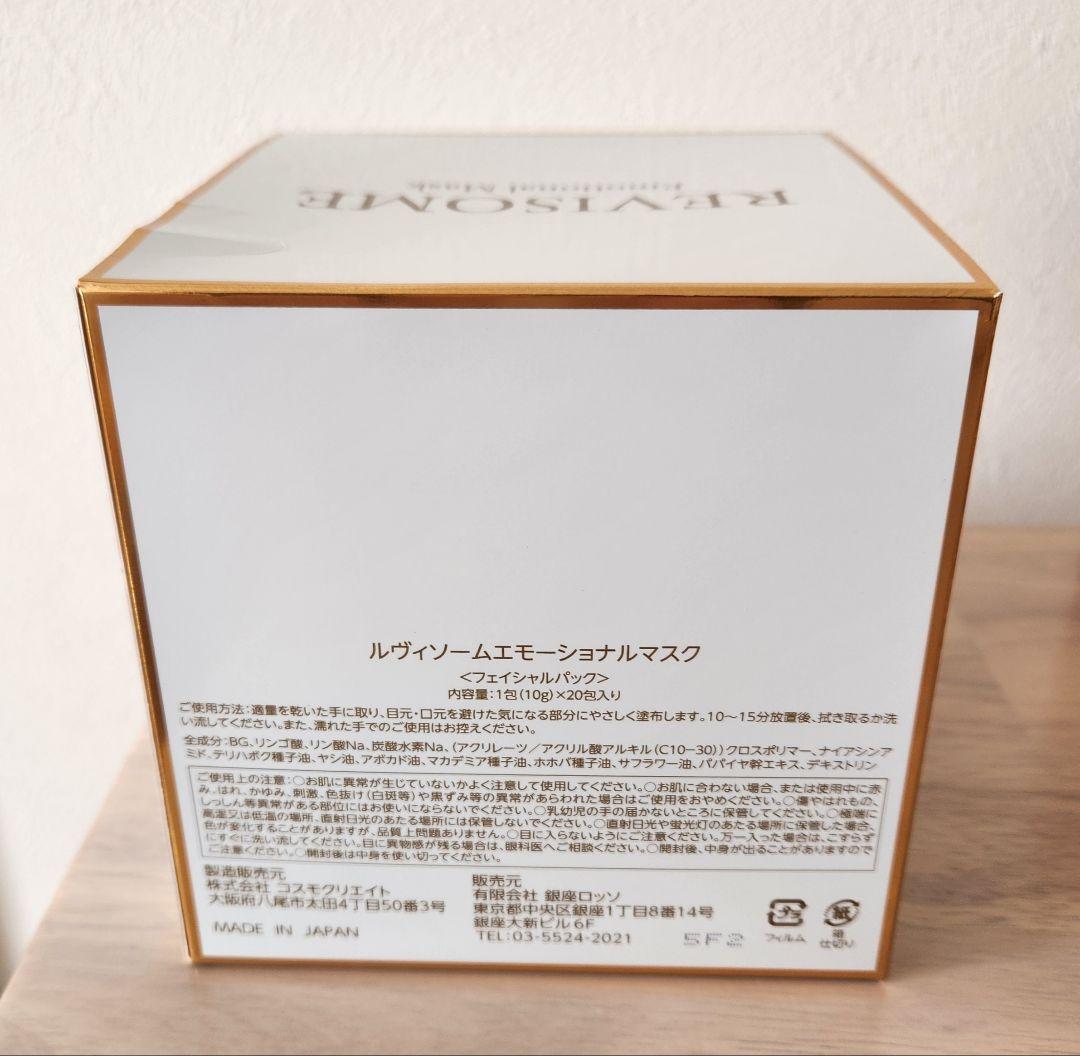 REVISOME
Emotional Mask
ルヴィソームエモーショナルマスク
<フェイシャルパック>
内容量:1包(10g)×20包入り
ご使用方法:適量を乾いた手に取り、目元・口元を避けた気になる部分にやさしく塗布します。10〜15分放置後、拭き取るか洗
い流してください。また、濡れた手でのご使用はお控えください。
全成分:BG、リンゴ酸、リン酸Na、炭酸水素Na、(アクリレーツ/アクリル酸アルキル(C10-30))クロスポリマー、ナイアシンア
ミド、テリハボク種子油、ヤシ油、アボカド油、マカデミア種子油、ホホバ種子油、サフラワー油、パパイヤ幹エキス、デキストリン
ご使用上の注意:○お肌に異常が生じていないかよく注意して使用してください。○お肌に合わない場合、または使用中に赤
み、はれ、かゆみ、刺激、色抜け(白斑等)や黒ずみ等の異常があらわれた場合はご使用をおやめください。○傷やはれもの、
しっしん等異常がある部位にはお使いにならないでください。○乳幼児の手の届かないところに保管してください。○極端に
高温又は低温の場所、直射日光のあたる場所には保管しないでください。○直射日光や蛍光灯のあたる場所に保管した場合、
色が変化することがありますが、品質上問題ありません。○目に入らないようにご注意ください。万一入った場合は、こすらず
にすぐに洗い流してください。目に異物感が残る場合は、眼科医へご相談ください。○開封後、中身が出ることがありますので
ご注意ください。○開封後は中身を使い切ってください。
製造販売元
株式会社 コスモクリエイト
大阪府八尾市太田4丁目50番3号
MADE IN JAPAN
販売元
有限会社 銀座ロッソ
東京都中央区銀座1丁目8番14号
銀座大新ビル6F
TEL:03-5524-2021
5F2
プラ
フィルム
紙
箱
仕切り